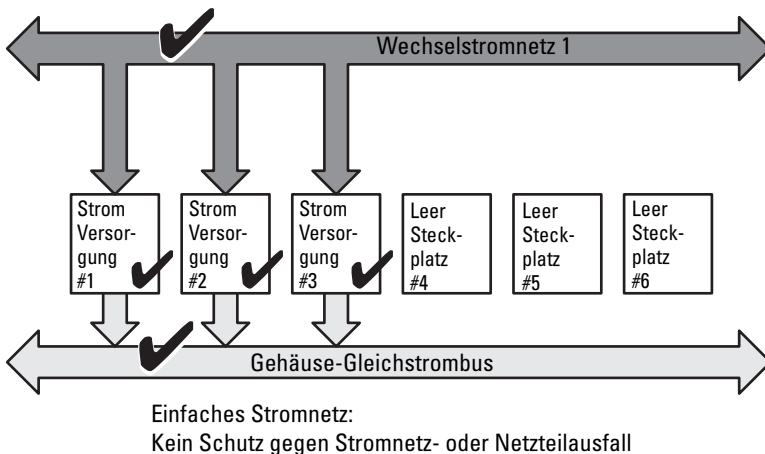 Wechselstromnetz 1
Strom
Versor-
gung
#1
Strom
Versor-
gung
#2
Strom
Versor-
gung
#3
Leer
Steck-
platz
#4
Leer
Steck-
platz
#5
Leer
Steck-
platz
#6
Gehäuse-Gleichstrombus
Einfaches Stromnetz:
Kein Schutz gegen Stromnetz- oder Netzteilausfall